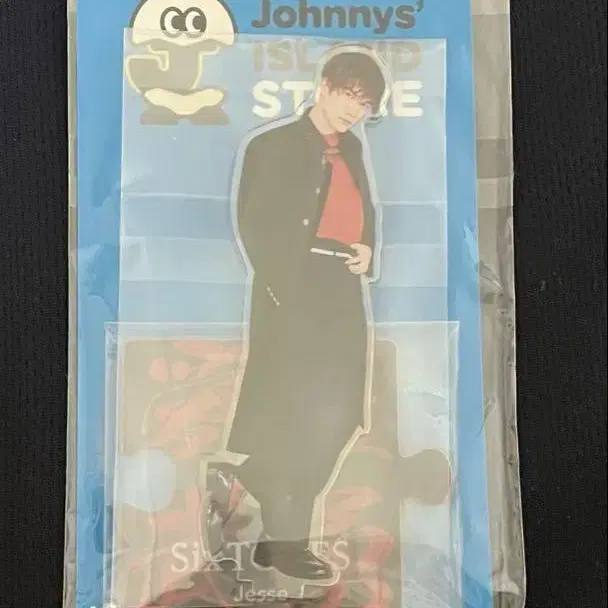 Johnnys'
ISLAND
STORE
SixTONES
Jesse